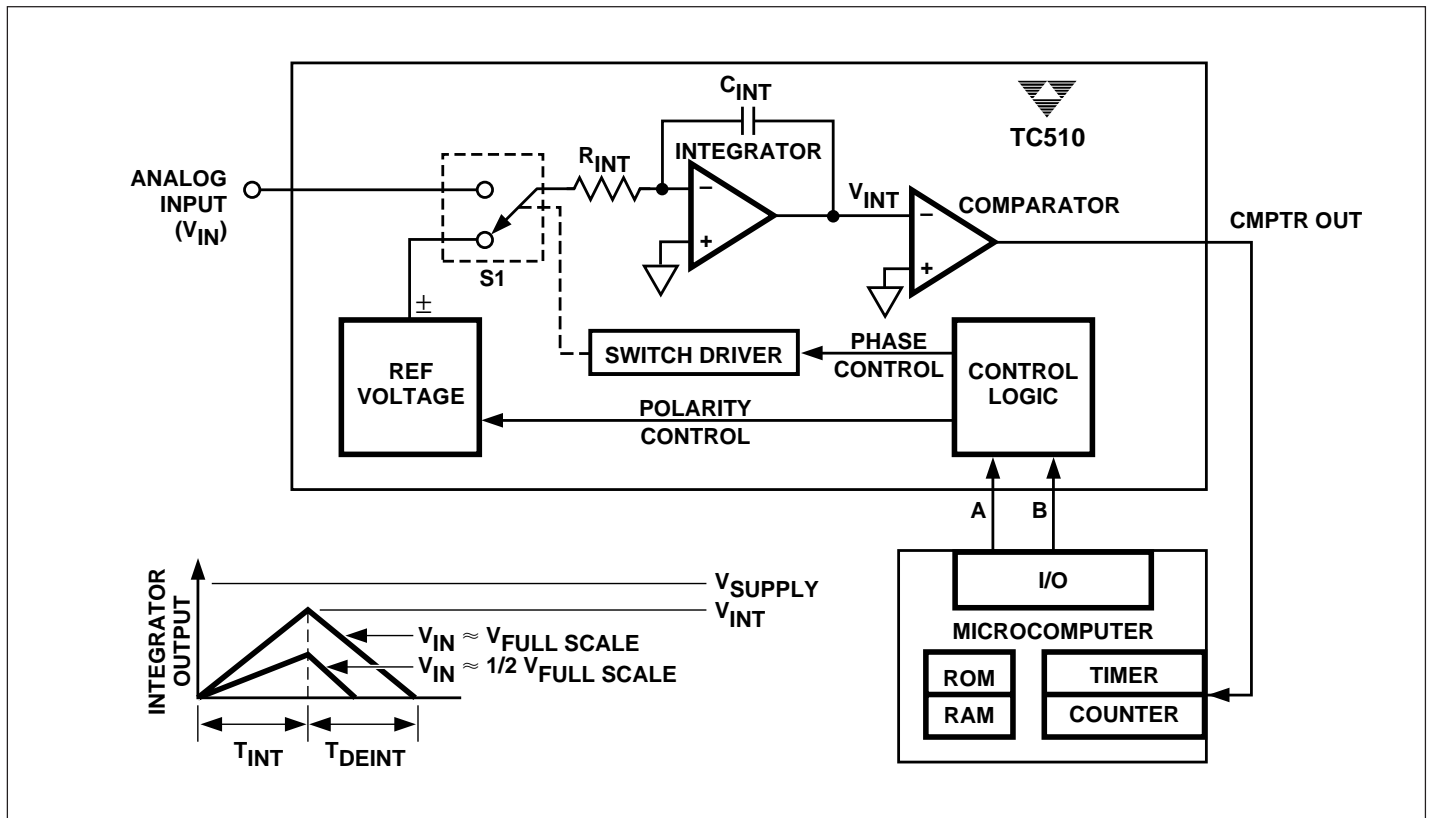 TC510
C_INT
INTEGRATOR
R_INT
ANALOG
INPUT
(V_IN)
S1
±
−
+
V_INT
COMPARATOR
−
+
CMPTR OUT
REF
VOLTAGE
SWITCH DRIVER
PHASE
CONTROL
POLARITY
CONTROL
CONTROL
LOGIC
A
B
I/O
MICROCOMPUTER
ROM
RAM
TIMER
COUNTER
INTEGRATOR
OUTPUT
V_SUPPLY
V_INT
V_IN ≈ V_FULL SCALE
V_IN ≈ 1/2 V_FULL SCALE
T_INT
T_DEINT